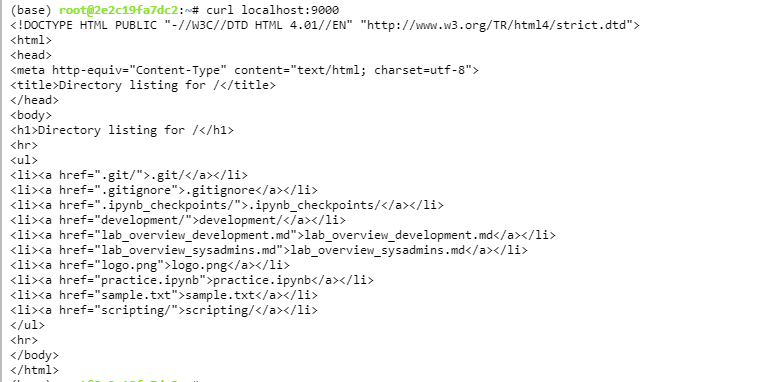 (base) root@2e2c19fa7dc2:~# curl localhost:9000
<!DOCTYPE HTML PUBLIC "-//W3C//DTD HTML 4.01//EN" "http://www.w3.org/TR/html4/strict.dtd">
<html>
<head>
<meta http-equiv="Content-Type" content="text/html; charset=utf-8">
<title>Directory listing for /</title>
</head>
<body>
<h1>Directory listing for /</h1>
<hr>
<ul>
<li><a href=".git/">.git/</a></li>
<li><a href=".gitignore">.gitignore</a></li>
<li><a href=".ipynb_checkpoints/">.ipynb_checkpoints/</a></li>
<li><a href="development/">development/</a></li>
<li><a href="lab_overview_development.md">lab_overview_development.md</a></li>
<li><a href="lab_overview_sysadmins.md">lab_overview_sysadmins.md</a></li>
<li><a href="logo.png">logo.png</a></li>
<li><a href="practice.ipynb">practice.ipynb</a></li>
<li><a href="sample.txt">sample.txt</a></li>
<li><a href="scripting/">scripting/</a></li>
</ul>
<hr>
</body>
</html>